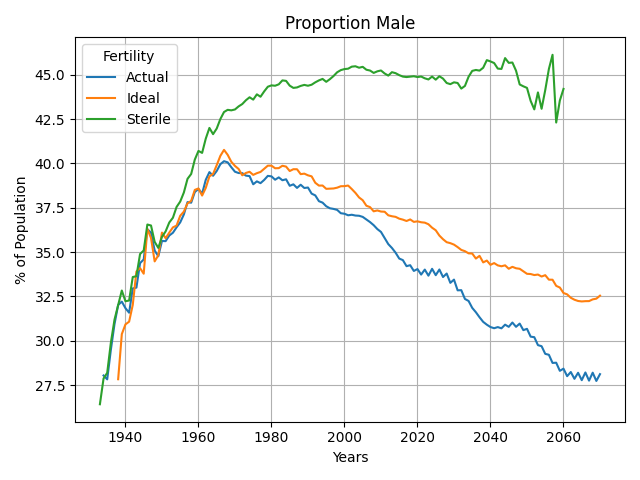 Proportion Male
Fertility
Actual
Ideal
Sterile
% of Population
45.0
42.5
40.0
37.5
35.0
32.5
30.0
27.5
1940 1960 1980 2000 2020 2040 2060
Years